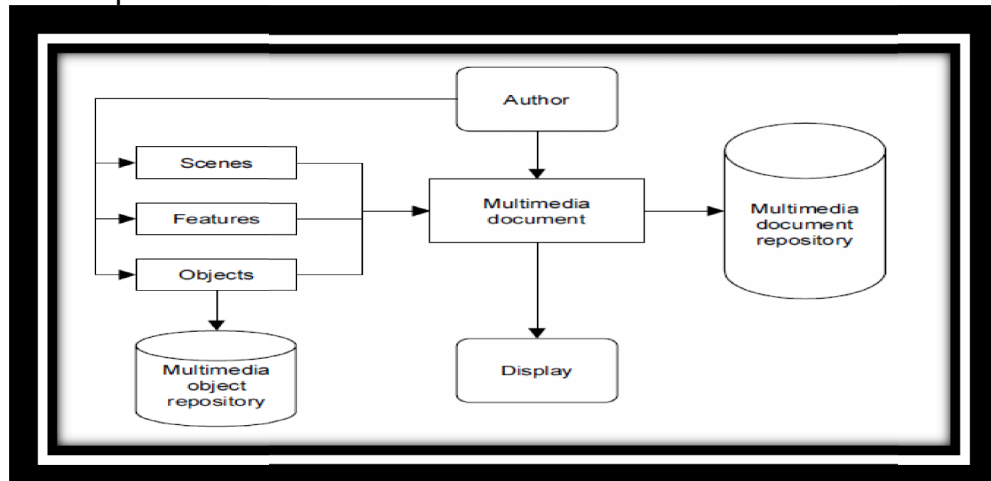 Author
Scenes
Features
Objects
Multimedia
document
Multimedia
document
repository
Multimedia
object
repository
Display